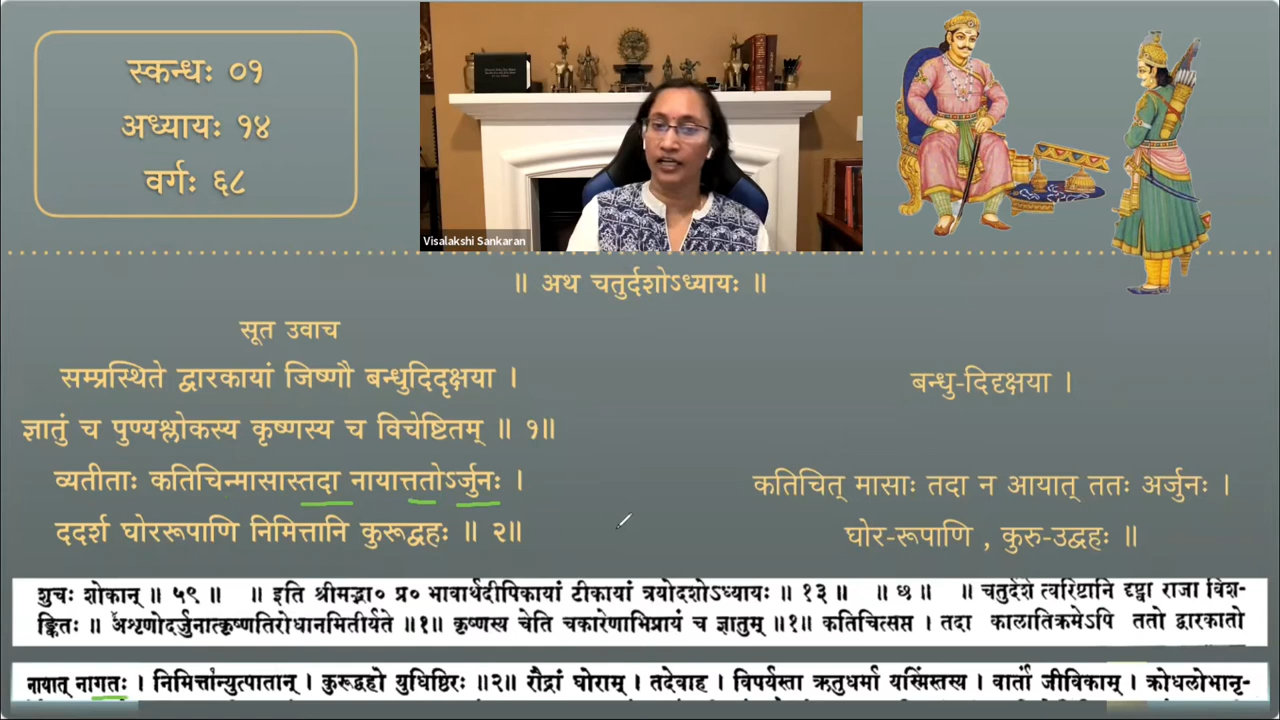 स्कन्धः ०१
अध्यायः १४
वर्गः ६८
Visalakshi Sankaran
॥ अथ चतुर्दशोऽध्यायः ॥
सूत उवाच
सम्प्रस्थिते द्वारकायां जिष्णौ बन्धुदिदृक्षया ।
बन्धु-दिदृक्षया ।
ज्ञातुं च पुण्यश्लोकस्य कृष्णस्य च विचेष्टितम् ॥ १॥
व्यतीताः कतिचिन्मासास्तदा नायात्ततोऽर्जुनः ।
कतिचित् मासाः तदा न आयात् ततः अर्जुनः ।
ददर्श घोररूपाणि निमित्तानि कुरूद्वहः ॥ २॥
घोर-रूपाणि , कुरु-उद्वहः ॥
शुचः शोकान् ॥ ५९ ॥ ॥ इति श्रीमद्भा० प्र० भावार्थदीपिकायां टीकायां त्रयोदशोऽध्यायः ॥ १३ ॥ ॥ छ ॥ ॥ चतुर्दशे त्वरिष्टानि दृष्ट्वा राजा विश-
ङ्कितः ॥ अशृणोदर्जुनात्कृष्णतिरोधानमितीर्यते ॥१॥ कृष्णस्य चेति चकारेणाभिप्रायं च ज्ञातुम् ॥१॥ कतिचित्सप्त । तदा कालातिक्रमेऽपि ततो द्वारकातो
नायात् नागतः । निमित्तान्युत्पातान् । कुरूद्वहो युधिष्ठिरः ॥२॥ रौद्रां घोराम् । तदेवाह । विपर्यस्ता ऋतुधर्मा यस्मिंस्तस्य । वार्तां जीविकाम् । क्रोधलोभानृ-